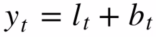 y_t = l_t + b_t